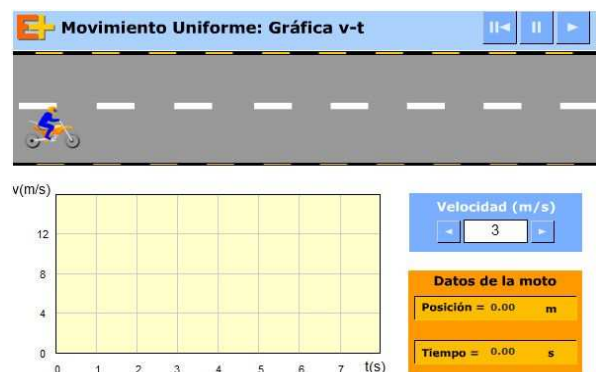 E+ Movimiento Uniforme: Gráfica v-t
v(m/s)
12
8
4
0
0 1 2 3 4 5 6 7 t(s)
Velocidad (m/s)
3
Datos de la moto
Posición = 0.00 m
Tiempo = 0.00 s